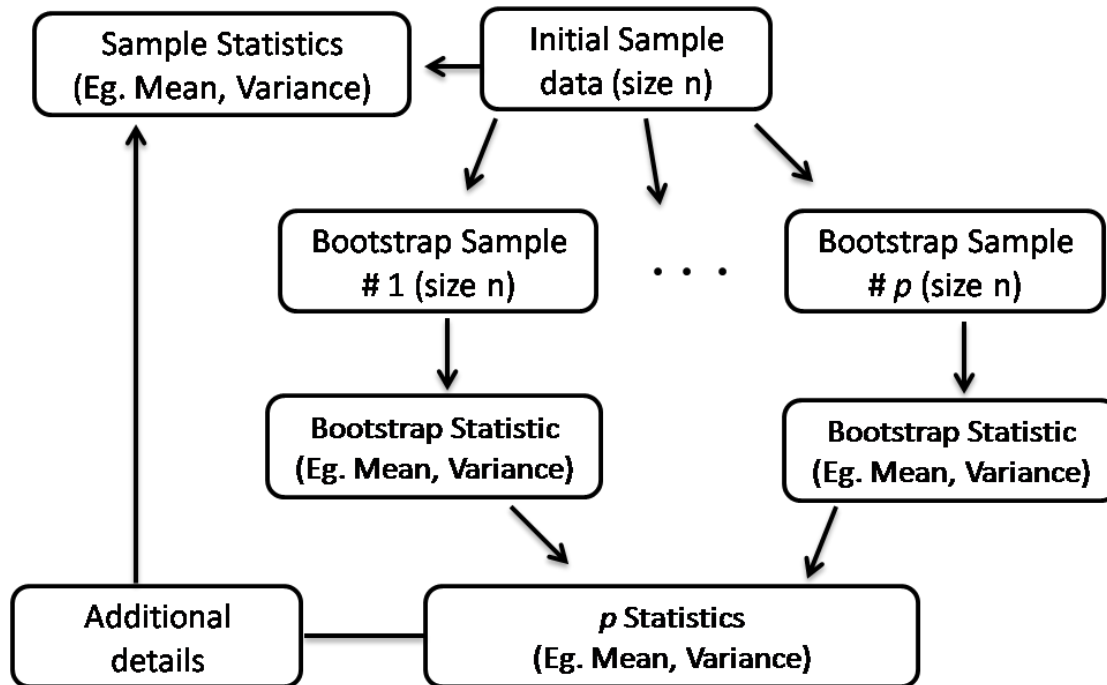 Sample Statistics
(Eg. Mean, Variance)
Initial Sample
data (size n)
Bootstrap Sample
# 1 (size n)
. . .
Bootstrap Sample
# p (size n)
Bootstrap Statistic
(Eg. Mean, Variance)
Bootstrap Statistic
(Eg. Mean, Variance)
Additional
details
p Statistics
(Eg. Mean, Variance)